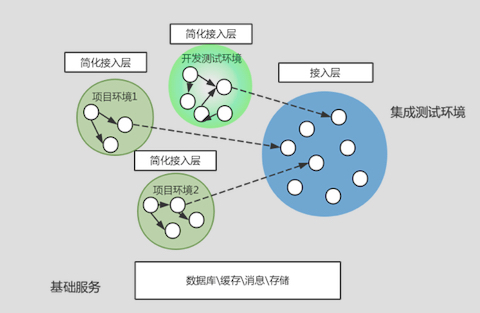 简化接入层
开发测试环境
简化接入层
项目环境1
接入层
集成测试环境
简化接入层
项目环境2
数据库\缓存\消息\存储
基础服务